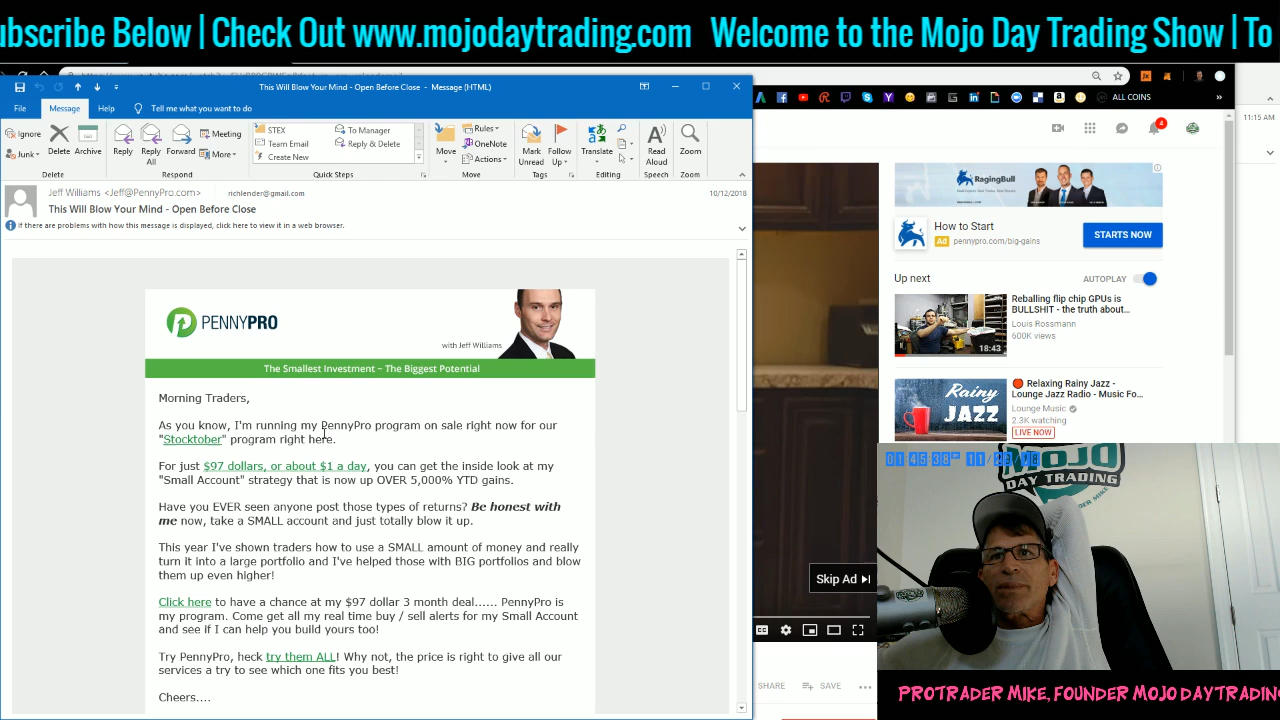 ubscribe Below | Check Out www.mojodaytrading.com Welcome to the Mojo Day Trading Show | To
This Will Blow Your Mind - Open Before Close - Message (HTML)
File Message Help Tell me what you want to do
Ignore
Junk
Delete
Archive
Reply
Reply All
Forward
Meeting
More
STEX
Team Email
Create New
To Manager
Reply & Delete
Move
Rules
OneNote
Actions
Mark Unread
Follow Up
Translate
Read Aloud
Zoom
Delete Respond Quick Steps Move Tags Editing Speech Zoom
ALL COINS
»
11:15 AM
4
Jeff Williams <Jeff@PennyPro.com> richlender@gmail.com 10/12/2018
This Will Blow Your Mind - Open Before Close
If there are problems with how this message is displayed, click here to view it in a web browser.
PENNYPRO
with Jeff Williams
The Smallest Investment – The Biggest Potential
Morning Traders,
As you know, I'm running my PennyPro program on sale right now for our
"Stocktober" program right here.
For just $97 dollars, or about $1 a day, you can get the inside look at my
"Small Account" strategy that is now up OVER 5,000% YTD gains.
Have you EVER seen anyone post those types of returns? Be honest with
me now, take a SMALL account and just totally blow it up.
This year I've shown traders how to use a SMALL amount of money and really
turn it into a large portfolio and I've helped those with BIG portfolios and blow
them up even higher!
Click here to have a chance at my $97 dollar 3 month deal...... PennyPro is
my program. Come get all my real time buy / sell alerts for my Small Account
and see if I can help you build yours too!
Try PennyPro, heck try them ALL! Why not, the price is right to give all our
services a try to see which one fits you best!
Cheers....
Skip Ad
CC
SHARE SAVE
RagingBull
How to Start
Ad pennypro.com/big-gains
STARTS NOW
Up next AUTOPLAY
Reballing flip chip GPUs is
BULLSHIT - the truth about...
Louis Rossmann
600K views
18:43
Rainy
JAZZ
Relaxing Rainy Jazz -
Lounge Jazz Radio - Music Fo...
Lounge Music
2.3K watching
LIVE NOW
MOJO
DAY TRADING
PROTRADER MIKE, FOUNDER MOJO DAYTRADING